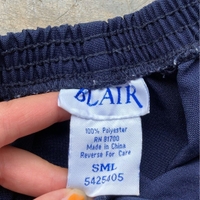 BLAIR
100% Polyester
RN 81700
Made in China
Reverse For Care
SML
5425405